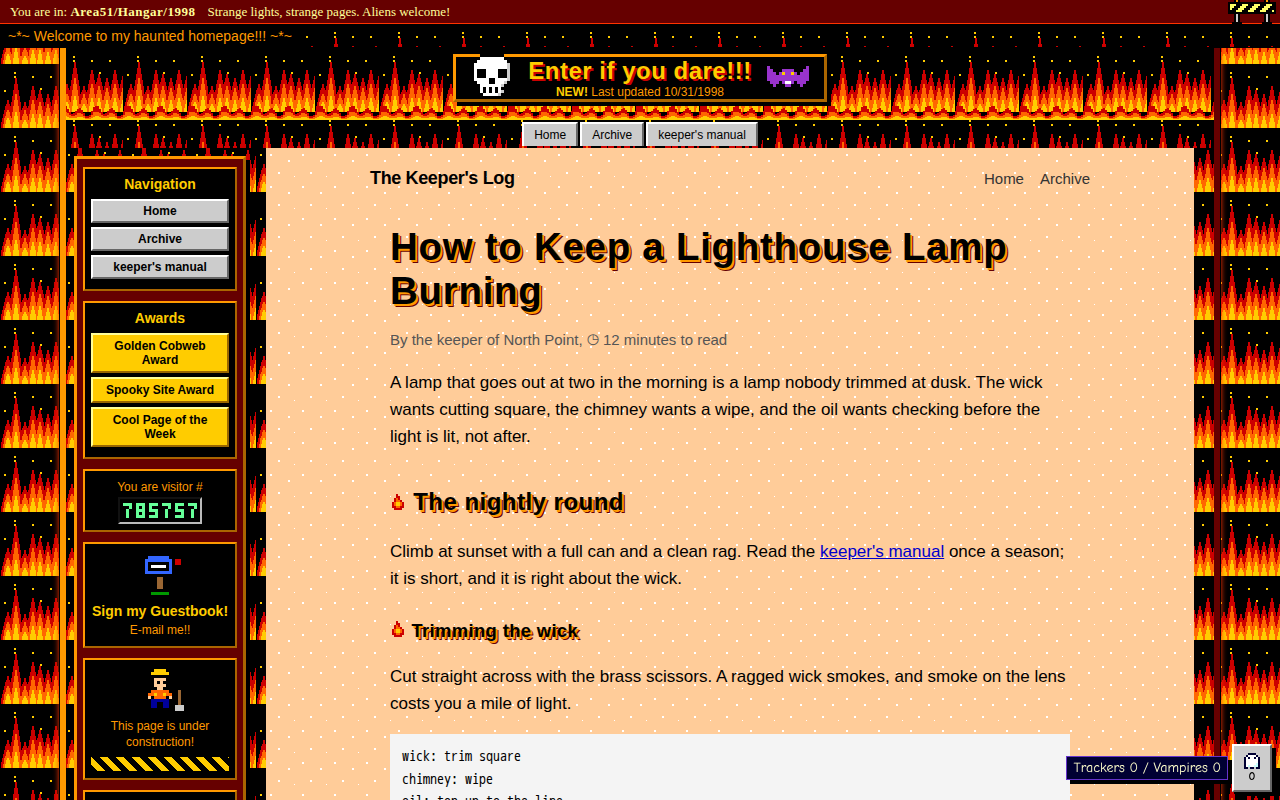 You are in: Area51/Hangar/1998 Strange lights, strange pages. Aliens welcome!
~*~ Welcome to my haunted homepage!!! ~*~
Enter if you dare!!!
NEW! Last updated 10/31/1998
Home Archive keeper's manual
Navigation
Home
Archive
keeper's manual
Awards
Golden Cobweb
Award
Spooky Site Award
Cool Page of the
Week
You are visitor #
785757
Sign my Guestbook!
E-mail me!!
This page is under
construction!
The Keeper's Log
Home Archive
How to Keep a Lighthouse Lamp
Burning
By the keeper of North Point, ◷ 12 minutes to read
A lamp that goes out at two in the morning is a lamp nobody trimmed at dusk. The wick
wants cutting square, the chimney wants a wipe, and the oil wants checking before the
light is lit, not after.
The nightly round
Climb at sunset with a full can and a clean rag. Read the keeper's manual once a season;
it is short, and it is right about the wick.
Trimming the wick
Cut straight across with the brass scissors. A ragged wick smokes, and smoke on the lens
costs you a mile of light.
wick: trim square
chimney: wipe
oil: top up to the line
Trackers 0 / Vampires 0
0